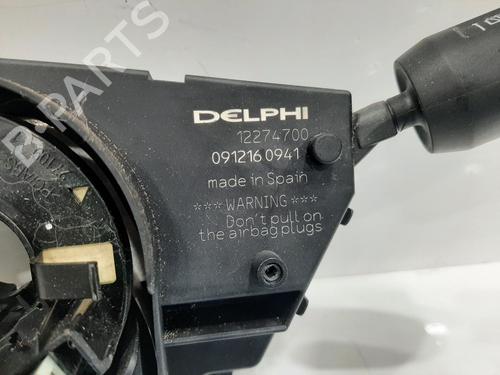 B-PARTS
DELPHI
12274700
091216 0941
made in Spain
***WARNING***
Don't pull on
the airbag plugs